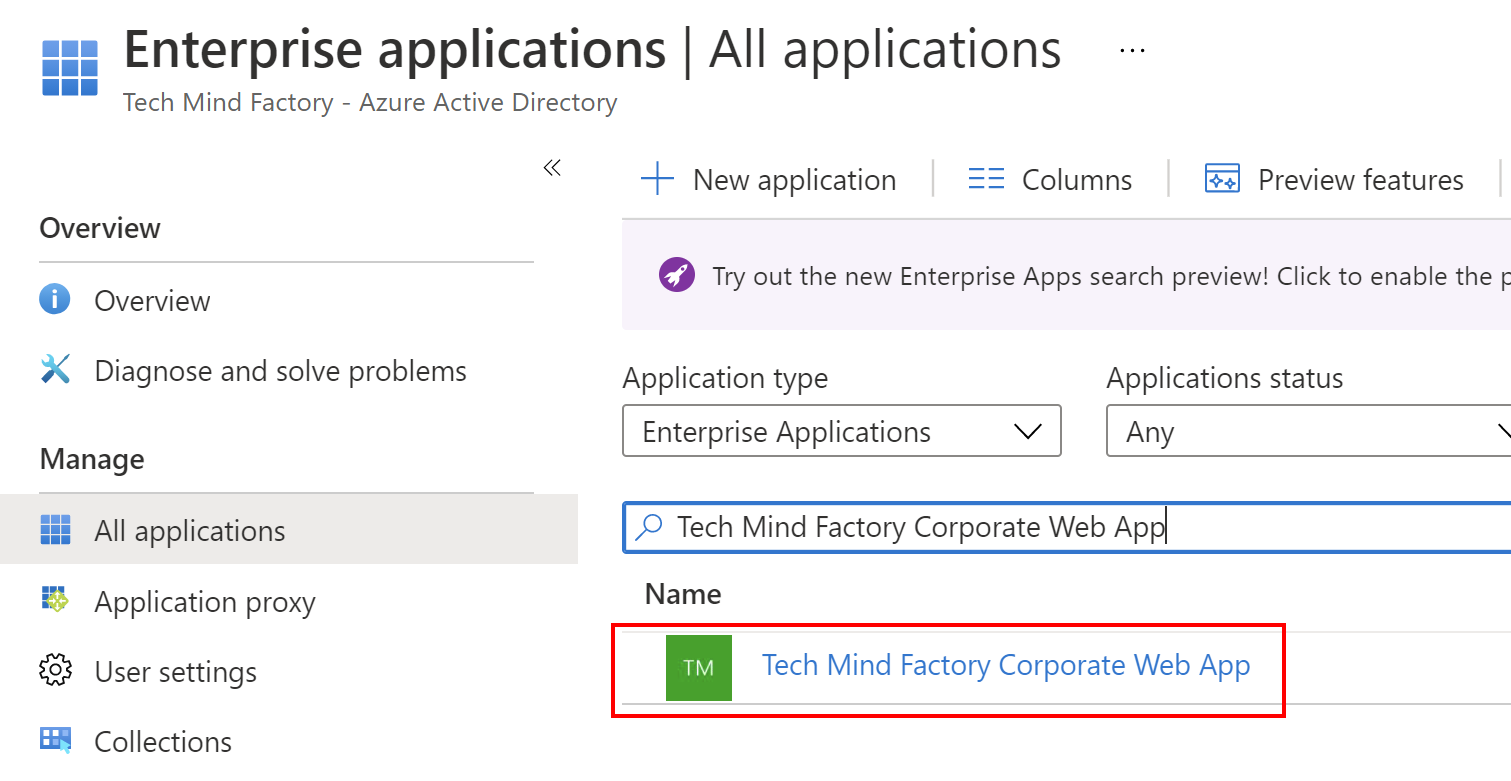 Enterprise applications | All applications ...
Tech Mind Factory - Azure Active Directory
Overview
Overview
Diagnose and solve problems
Manage
All applications
Application proxy
User settings
Collections
New application
Columns
Preview features
Try out the new Enterprise Apps search preview! Click to enable the
Application type
Applications status
Enterprise Applications
Any
Tech Mind Factory Corporate Web App
Name
TM
Tech Mind Factory Corporate Web App